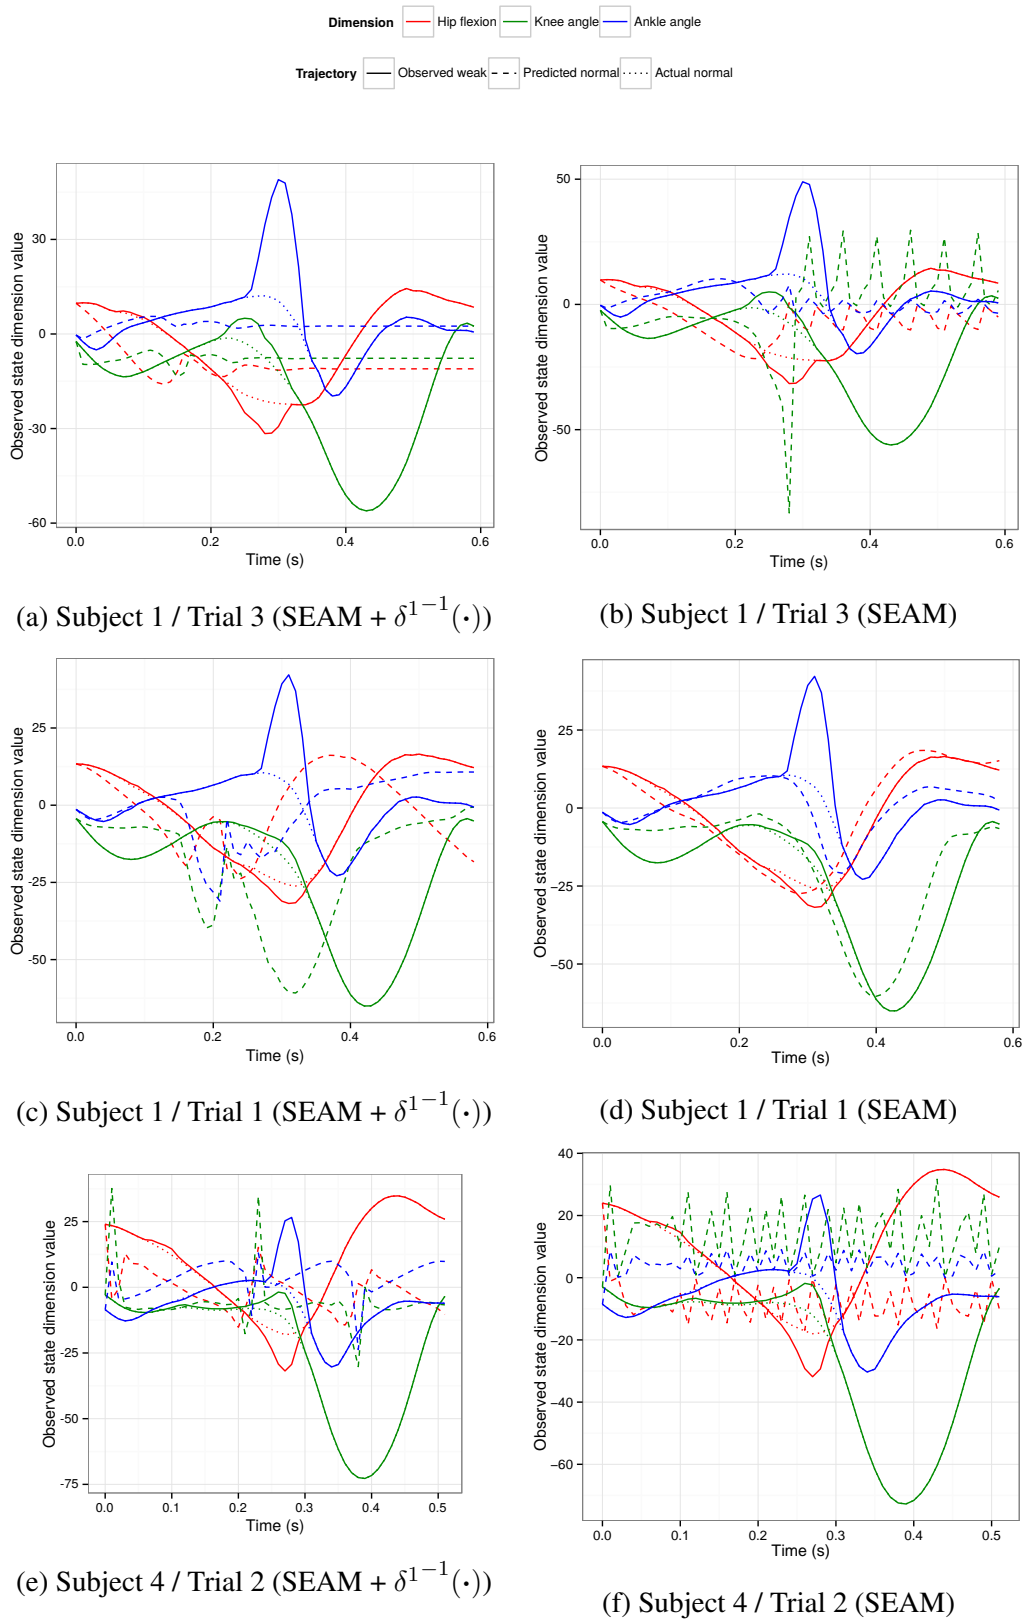 Dimension Hip flexion Knee angle Ankle angle
Trajectory Observed weak Predicted normal Actual normal
Observed state dimension value
30
0
-30
-60
0.0 0.2 0.4 0.6
Time (s)
(a) Subject 1 / Trial 3 (SEAM + δ¹⁻¹(·))
Observed state dimension value
50
0
-50
0.0 0.2 0.4 0.6
Time (s)
(b) Subject 1 / Trial 3 (SEAM)
Observed state dimension value
25
0
-25
-50
0.0 0.2 0.4 0.6
Time (s)
(c) Subject 1 / Trial 1 (SEAM + δ¹⁻¹(·))
Observed state dimension value
25
0
−25
−50
0.0 0.2 0.4 0.6
Time (s)
(d) Subject 1 / Trial 1 (SEAM)
Observed state dimension value
25
0
-25
-50
-75
0.0 0.1 0.2 0.3 0.4 0.5
Time (s)
(e) Subject 4 / Trial 2 (SEAM + δ¹⁻¹(·))
Observed state dimension value
40
20
0
−20
−40
−60
0.0 0.1 0.2 0.3 0.4 0.5
Time (s)
(f) Subject 4 / Trial 2 (SEAM)